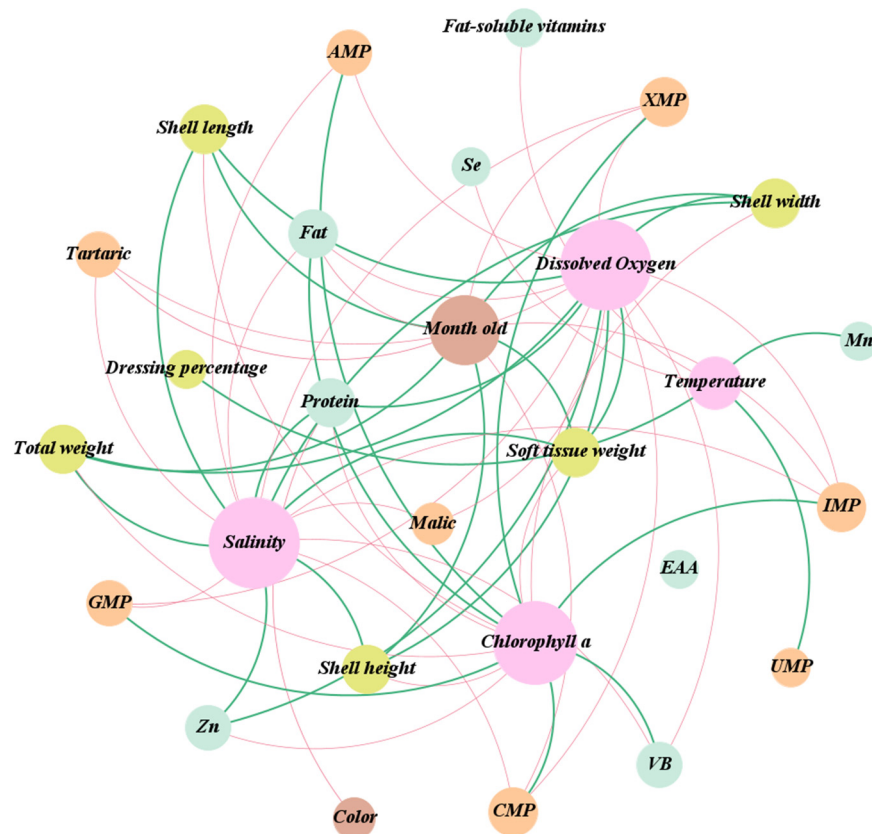 Fat-soluble vitamins
AMP
XMP
Shell length
Se
Shell width
Fat
Tartaric
Dissolved Oxygen
Month old
Mn
Dressing percentage
Temperature
Protein
Total weight
Soft tissue weight
IMP
Malic
Salinity
EAA
GMP
Chlorophyll a
Shell height
UMP
Zn
VB
CMP
Color